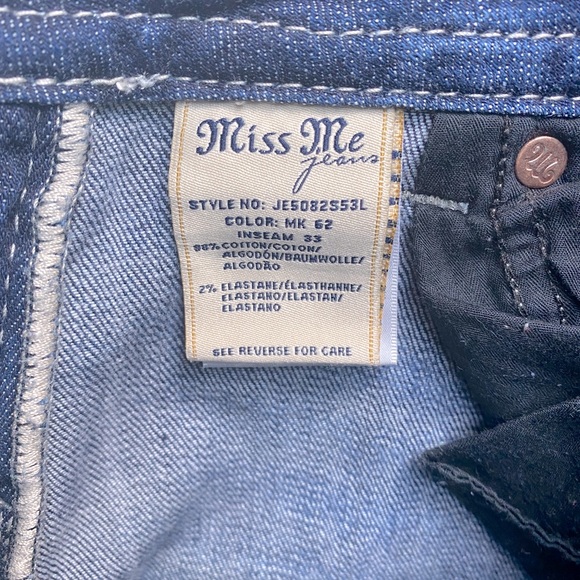 Miss Me
jeans
STYLE NO: JE5082S53L
COLOR: MK 62
INSEAM 33
98% COTTON/COTON/
ALGODÓN/BAUMWOLLE/
ALGODÃO
2% ELASTANE/ÉLASTHANNE/
ELASTANO/ELASTAN/
ELASTANO
SEE REVERSE FOR CARE
M